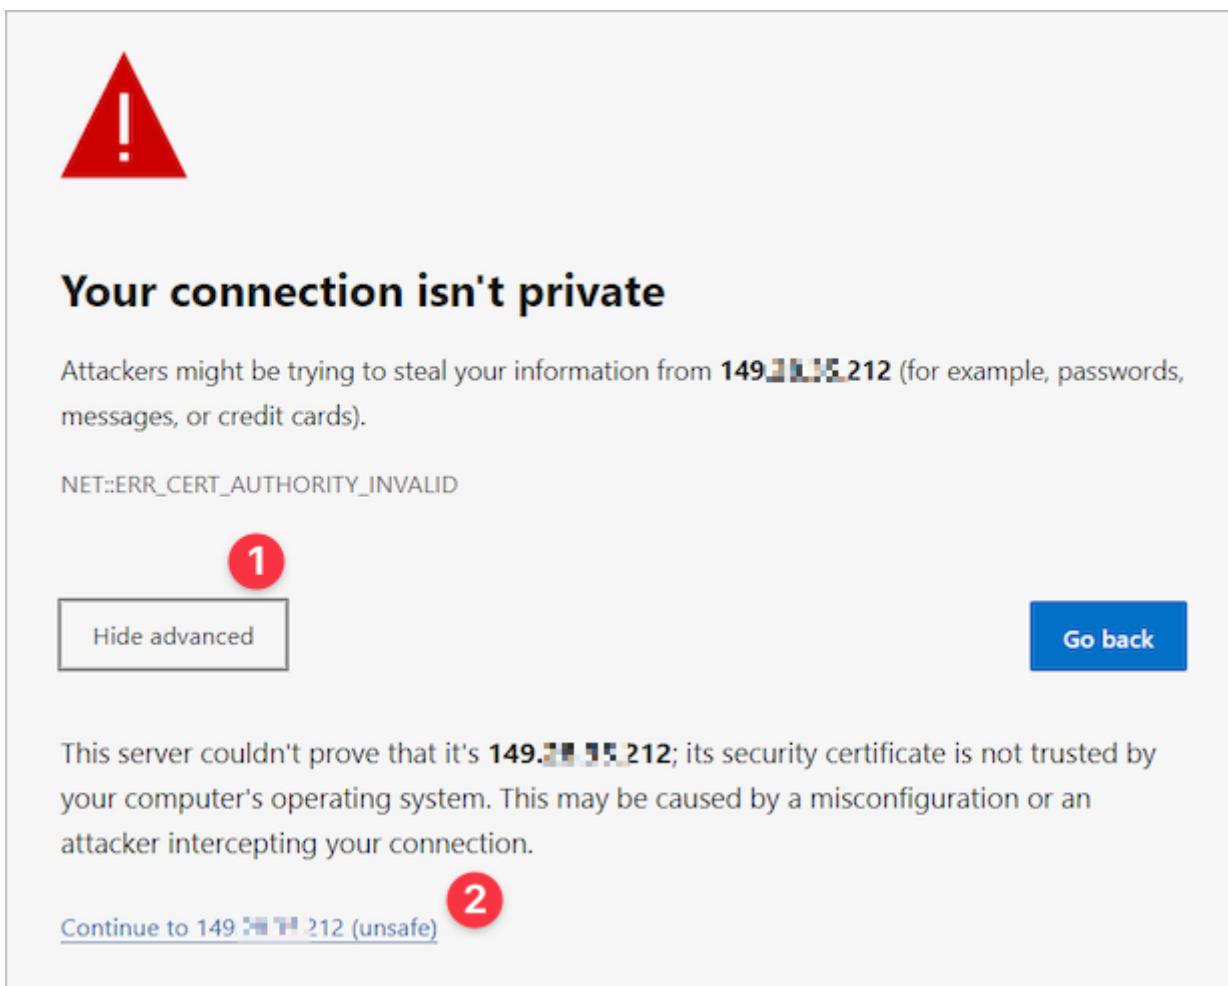 Your connection isn't private
Attackers might be trying to steal your information from 149. .212 (for example, passwords,
messages, or credit cards).
NET::ERR_CERT_AUTHORITY_INVALID
1
Hide advanced
Go back
This server couldn't prove that it's 149. .212; its security certificate is not trusted by
your computer's operating system. This may be caused by a misconfiguration or an
attacker intercepting your connection.
2
Continue to 149 212 (unsafe)